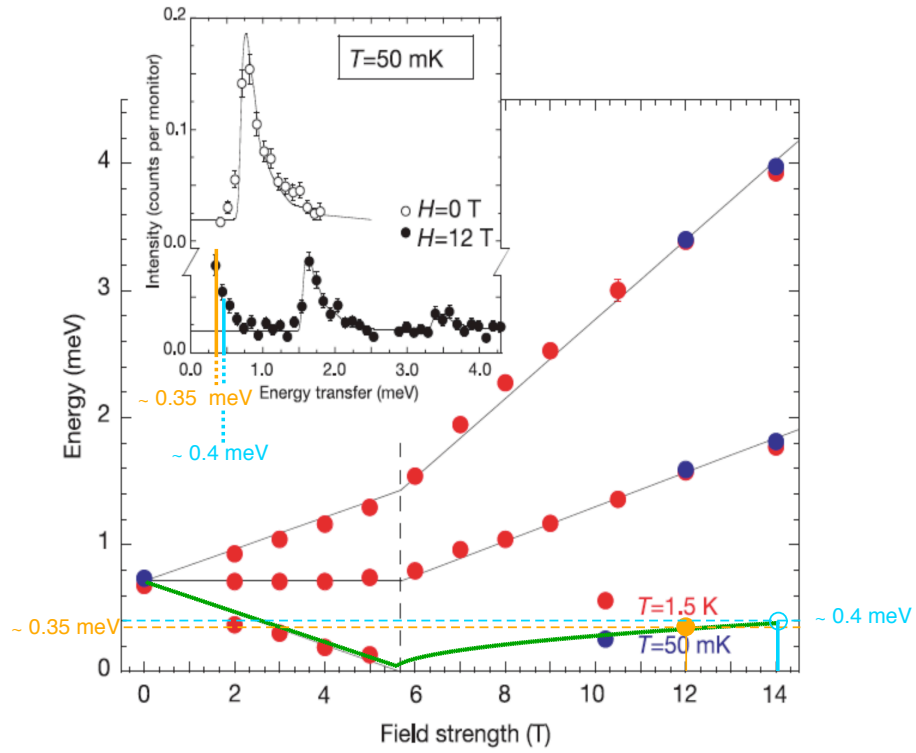 0.2
T=50 mK
0.1
0.0
H=0 T
H=12 T
0.0
Intensity (counts per monitor)
0.0 1.0 2.0 3.0 4.0
Energy transfer (meV)
~ 0.35 meV
~ 0.4 meV
4
3
2
1
0
Energy (meV)
~ 0.35 meV
~ 0.4 meV
T=1.5 K
T=50 mK
0 2 4 6 8 10 12 14
Field strength (T)